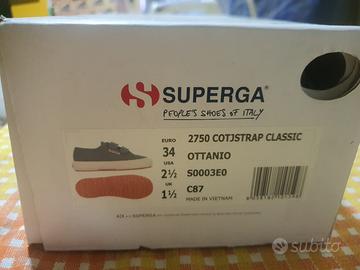 SUPERGA®
PEOPLE'S SHOES of ITALY
2750 COTJSTRAP CLASSIC
EURO
34
OTTANIO
USA
2½
S0003E0
UK
1½
C87
MADE IN VIETNAM
SUPERGA
subito